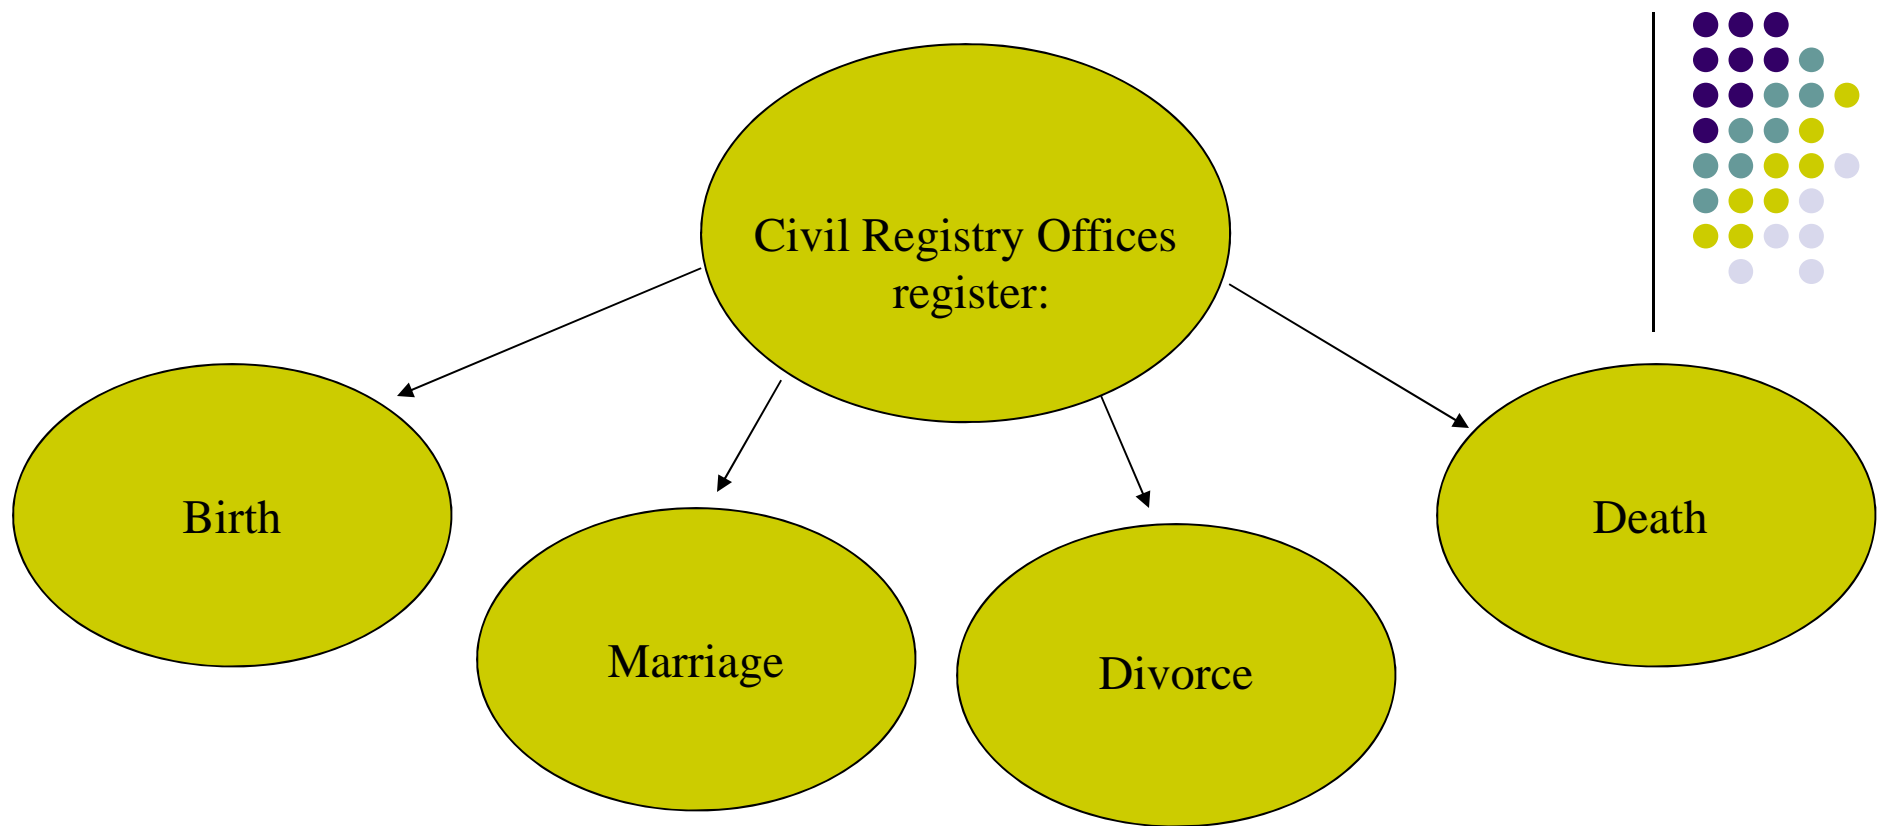 Civil Registry Offices
register:
Birth
Marriage
Divorce
Death